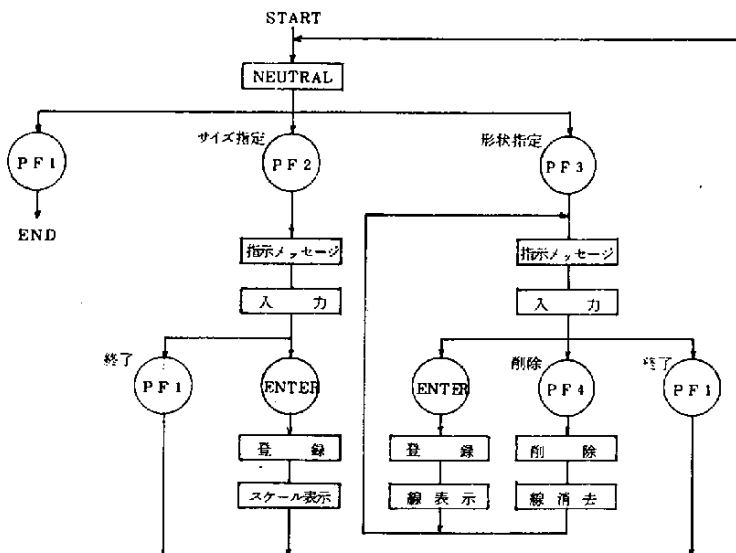 START
NEUTRAL
サイズ指定
形状指定
PF1
PF2
PF3
END
指示メッセージ
指示メッセージ
入力
入力
終了
削除
終了
PF1
ENTER
ENTER
PF4
PF1
登録
登録
削除
スケール表示
線表示
線消去